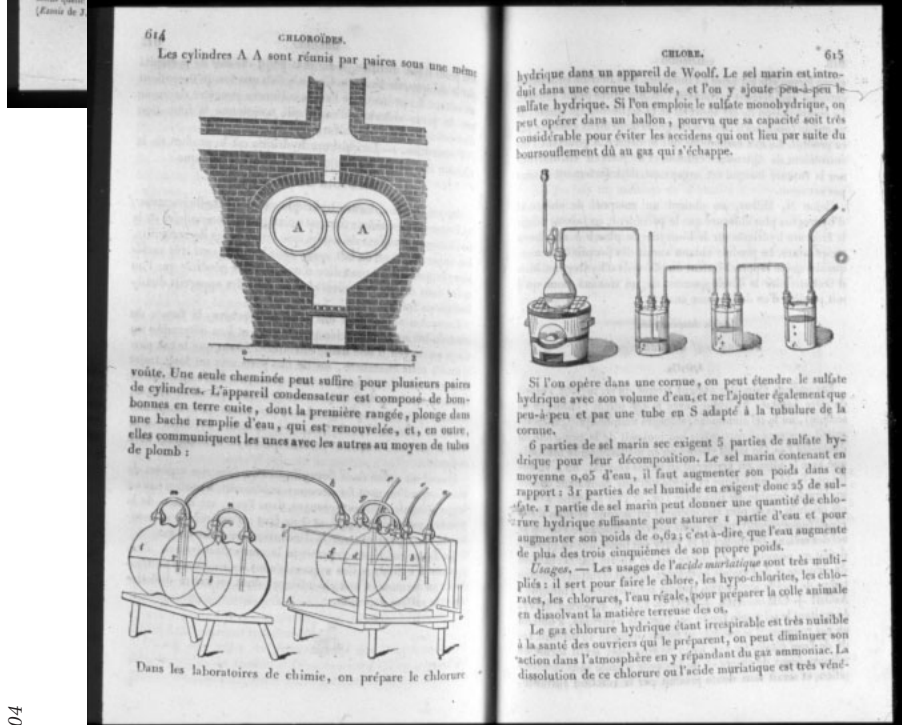 (Essais de J.
614
CHLOROÏDES.
Les cylindres A A sont réunis par paires sous une même
A
A
voûte. Une seule cheminée peut suffire pour plusieurs paires
de cylindres. L'appareil condensateur est composé de bom-
bonnes en terre cuite, dont la première rangée, plonge dans
une bache remplie d'eau, qui est renouvelée, et, en outre,
elles communiquent les unes avec les autres au moyen de tubes
de plomb :
Dans les laboratoires de chimie, on prépare le chlorure
CHLORE.
615
hydrique dans un appareil de Woolf. Le sel marin est intro-
duit dans une cornue tubulée, et l'on y ajoute peu-à-peu le
sulfate hydrique. Si l'on emploie le sulfate monohydrique, on
peut opérer dans un ballon, pourvu que sa capacité soit très
considérable pour éviter les accidens qui ont lieu par suite du
boursouflement dû au gaz qui s'échappe.
Si l'on opère dans une cornue, on peut étendre le sulfate
hydrique avec son volume d'eau, et ne l'ajouter également que
peu-à-peu et par une tube en S adapté à la tubulure de la
cornue.
6 parties de sel marin sec exigent 5 parties de sulfate hy-
drique pour leur décomposition. Le sel marin contenant en
moyenne 0,05 d'eau, il faut augmenter son poids dans ce
rapport : 31 parties de sel humide en exigent donc 25 de sul-
fate. 1 partie de sel marin peut donner une quantité de chlo-
rure hydrique suffisante pour saturer 1 partie d'eau et pour
augmenter son poids de 0,62; c'est-à-dire que l'eau augmente
de plus des trois cinquièmes de son propre poids.
Usages. — Les usages de l'acide muriatique sont très multi-
pliés : il sert pour faire le chlore, les hypo-chlorites, les chlo-
rates, les chlorures, l'eau régale, pour préparer la colle animale
en dissolvant la matière terreuse des os.
Le gaz chlorure hydrique étant irrespirable est très nuisible
à la santé des ouvriers qui le préparent, on peut diminuer son
action dans l'atmosphère en y répandant du gaz ammoniac. La
dissolution de ce chlorure ou l'acide muriatique est très véné-
04